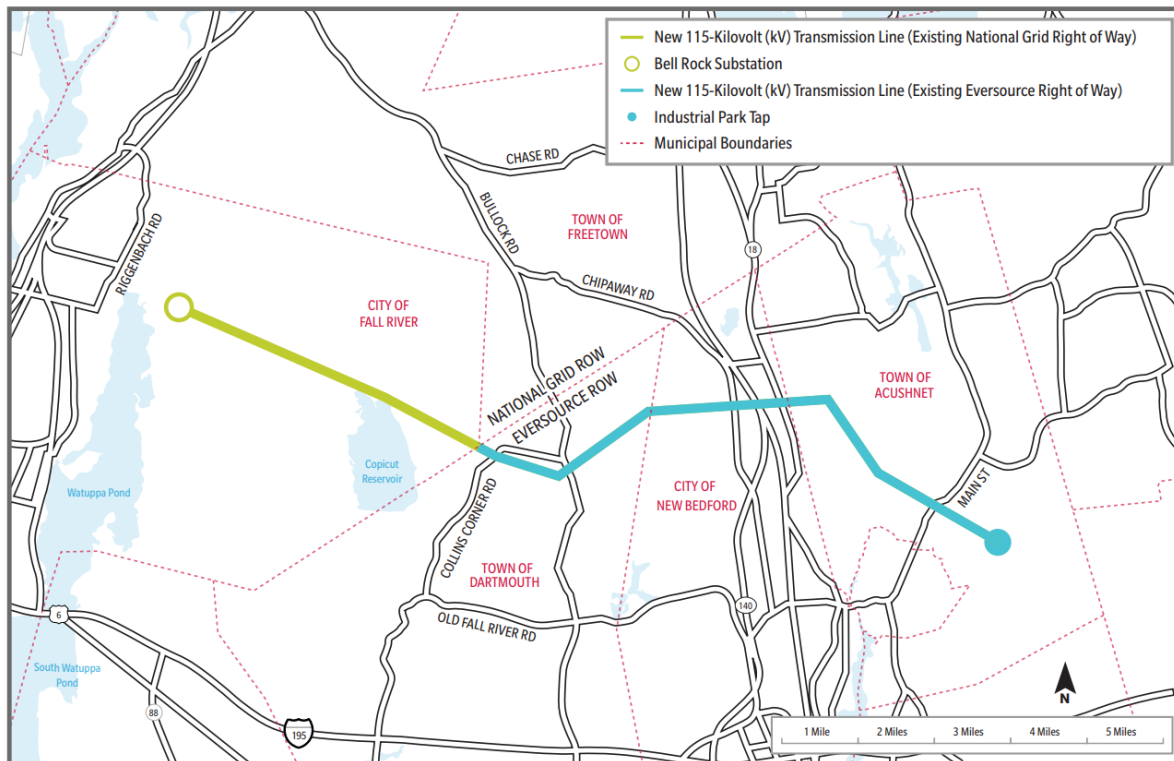 New 115-Kilovolt (kV) Transmission Line (Existing National Grid Right of Way)
Bell Rock Substation
New 115-Kilovolt (kV) Transmission Line (Existing Eversource Right of Way)
Industrial Park Tap
Municipal Boundaries
CHASE RD
BULLOCK RD
TOWN OF
FREETOWN
18
RIGGENBACH RD
CHIPAWAY RD
CITY OF
FALL RIVER
NATIONAL GRID ROW
EVERSOURCE ROW
TOWN OF
ACUSHNET
Copicut
Reservoir
Watuppa Pond
CITY OF
NEW BEDFORD
MAIN ST
COLLINS CORNER RD
TOWN OF
DARTMOUTH
OLD FALL RIVER RD
6
140
South Watuppa
Pond
88
195
N
1 Mile
2 Miles
3 Miles
4 Miles
5 Miles